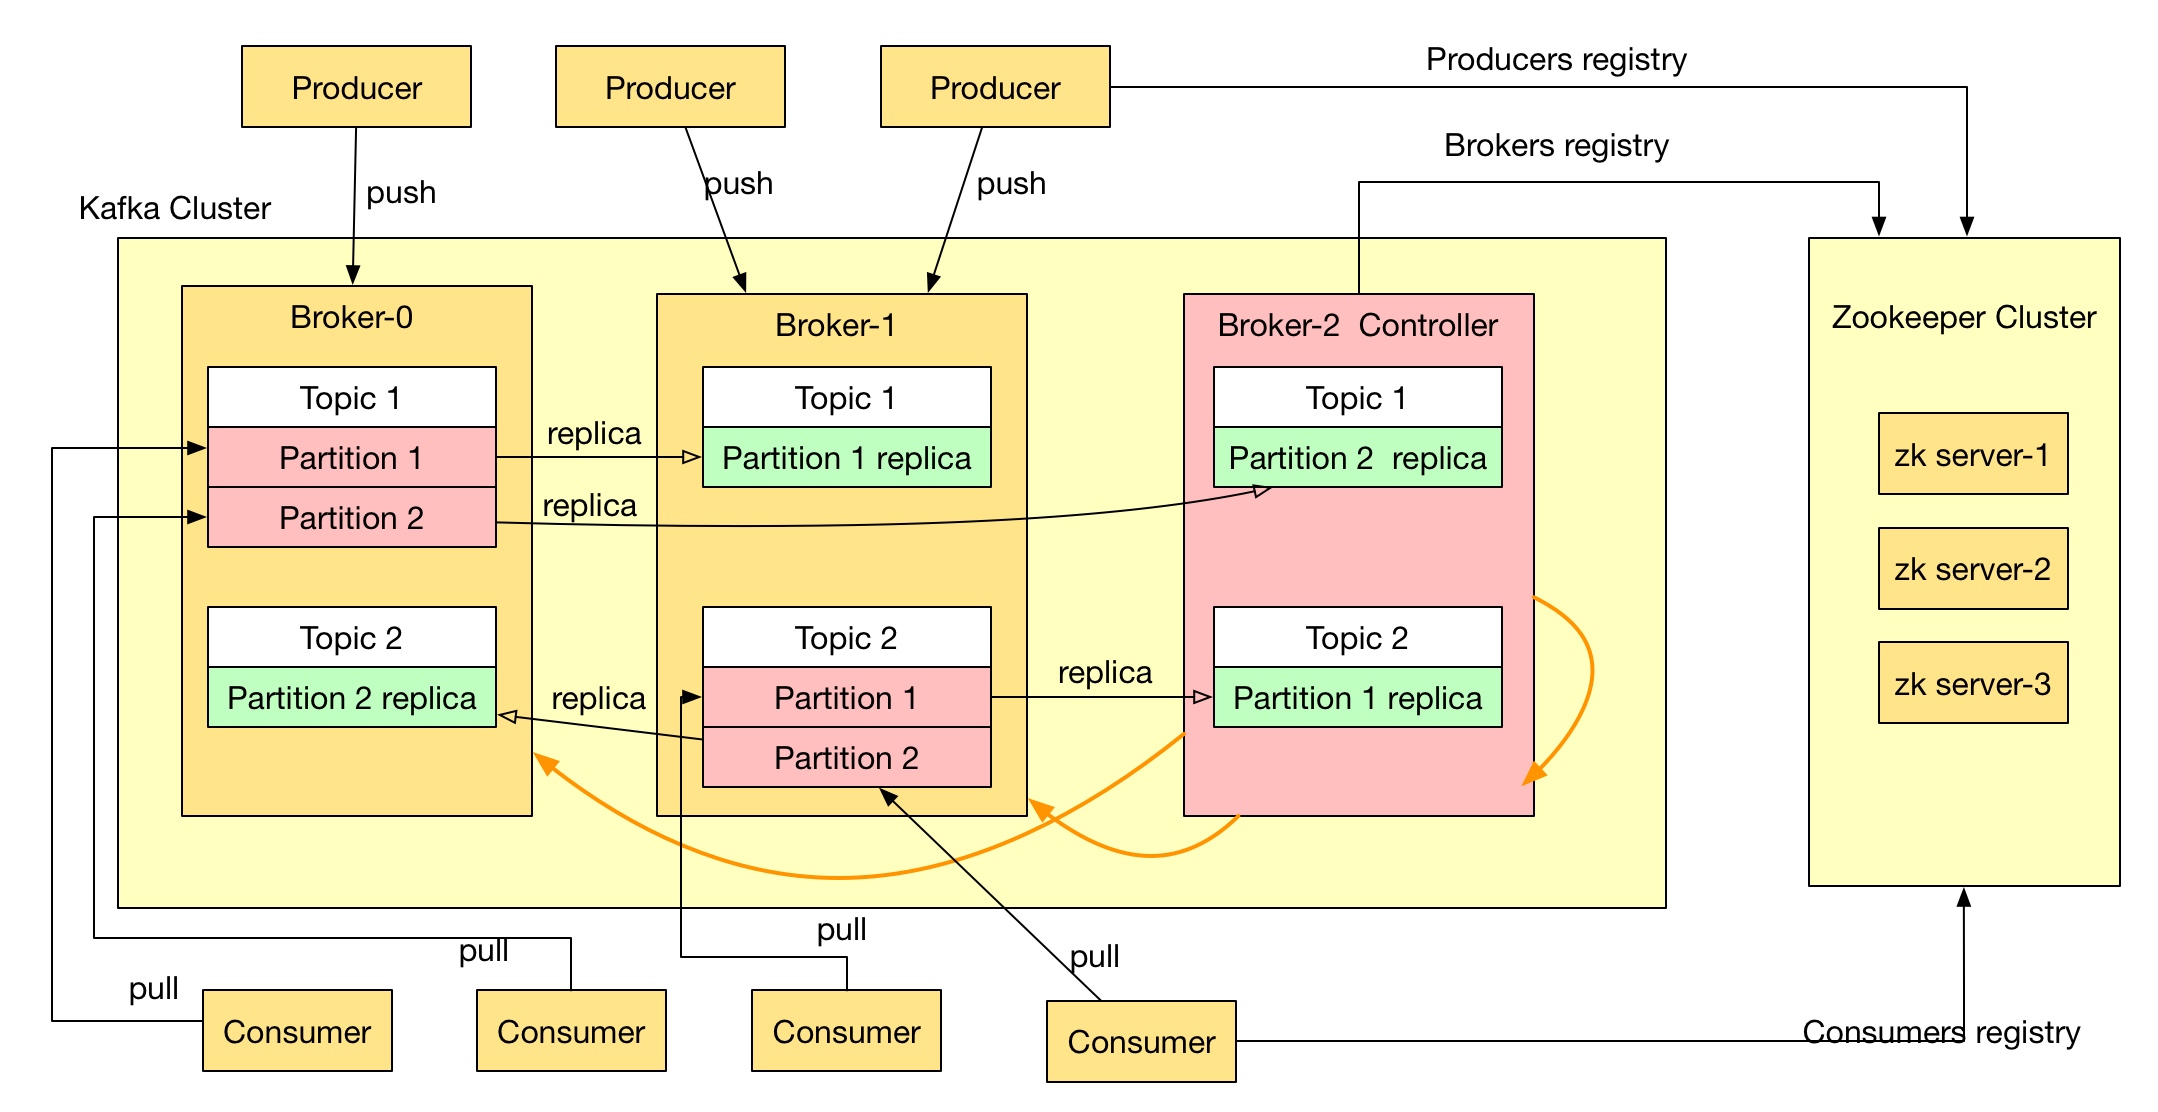 Producer
Producer
Producer
Producers registry
Brokers registry
push
push
push
Kafka Cluster
Broker-0
Broker-1
Broker-2  Controller
Zookeeper Cluster
Topic 1
Partition 1
Partition 2
replica
replica
Topic 1
Partition 1 replica
Topic 1
Partition 2  replica
Topic 2
Partition 2 replica
replica
Topic 2
Partition 1
Partition 2
replica
Topic 2
Partition 1 replica
zk server-1
zk server-2
zk server-3
pull
pull
pull
pull
Consumer
Consumer
Consumer
Consumer
Consumers registry